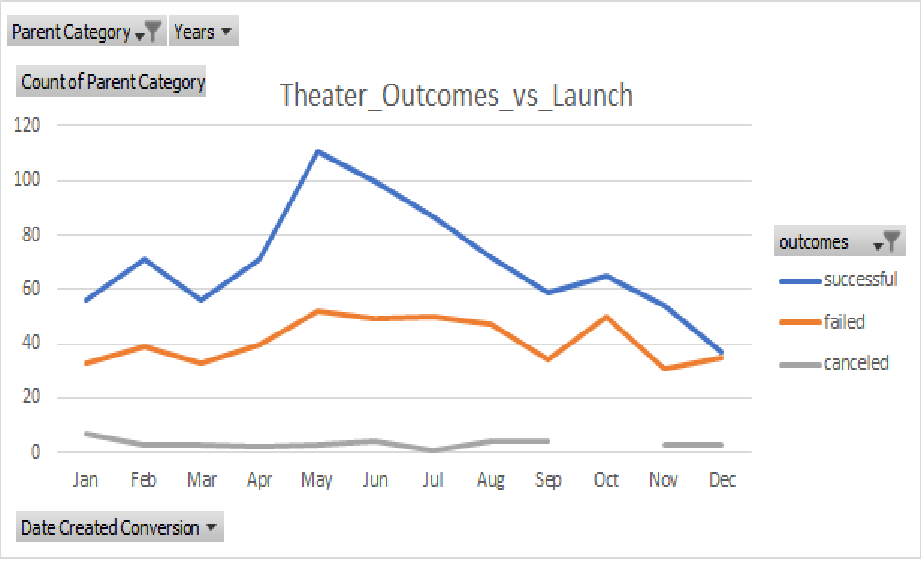 Parent Category Years
Count of Parent Category
Theater_Outcomes_vs_Launch
120
100
80
60
40
20
0
Jan Feb Mar Apr May Jun Jul Aug Sep Oct Nov Dec
outcomes
successful
failed
canceled
Date Created Conversion